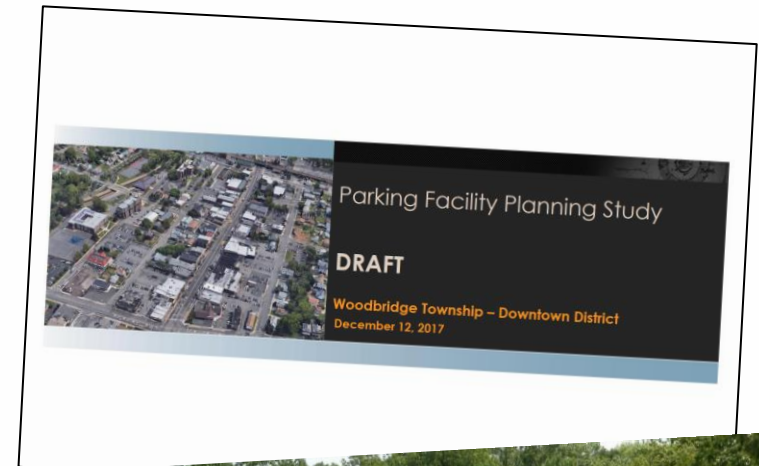 Parking Facility Planning Study
DRAFT
Woodbridge Township – Downtown District
December 12, 2017